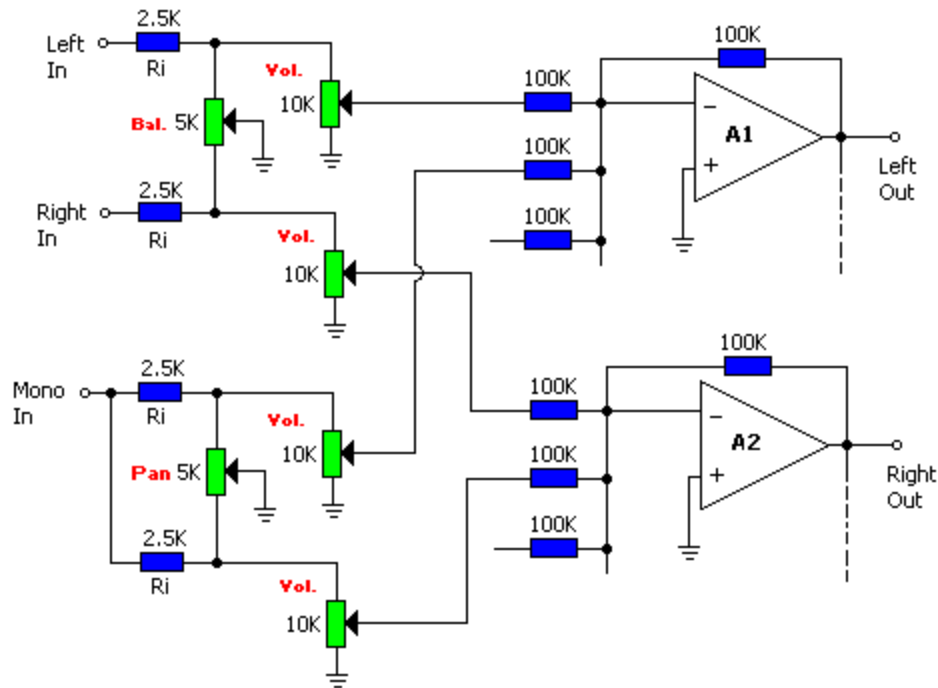 2.5K
100K
Left
In
Ri
Vol.
100K
10K
A1
−
+
Bal. 5K
100K
Left
Out
2.5K
Right
In
Ri
100K
Vol.
10K
100K
2.5K
Mono
In
Ri
100K
Vol.
10K
A2
−
+
Pan 5K
100K
Right
Out
2.5K
Ri
100K
Vol.
10K